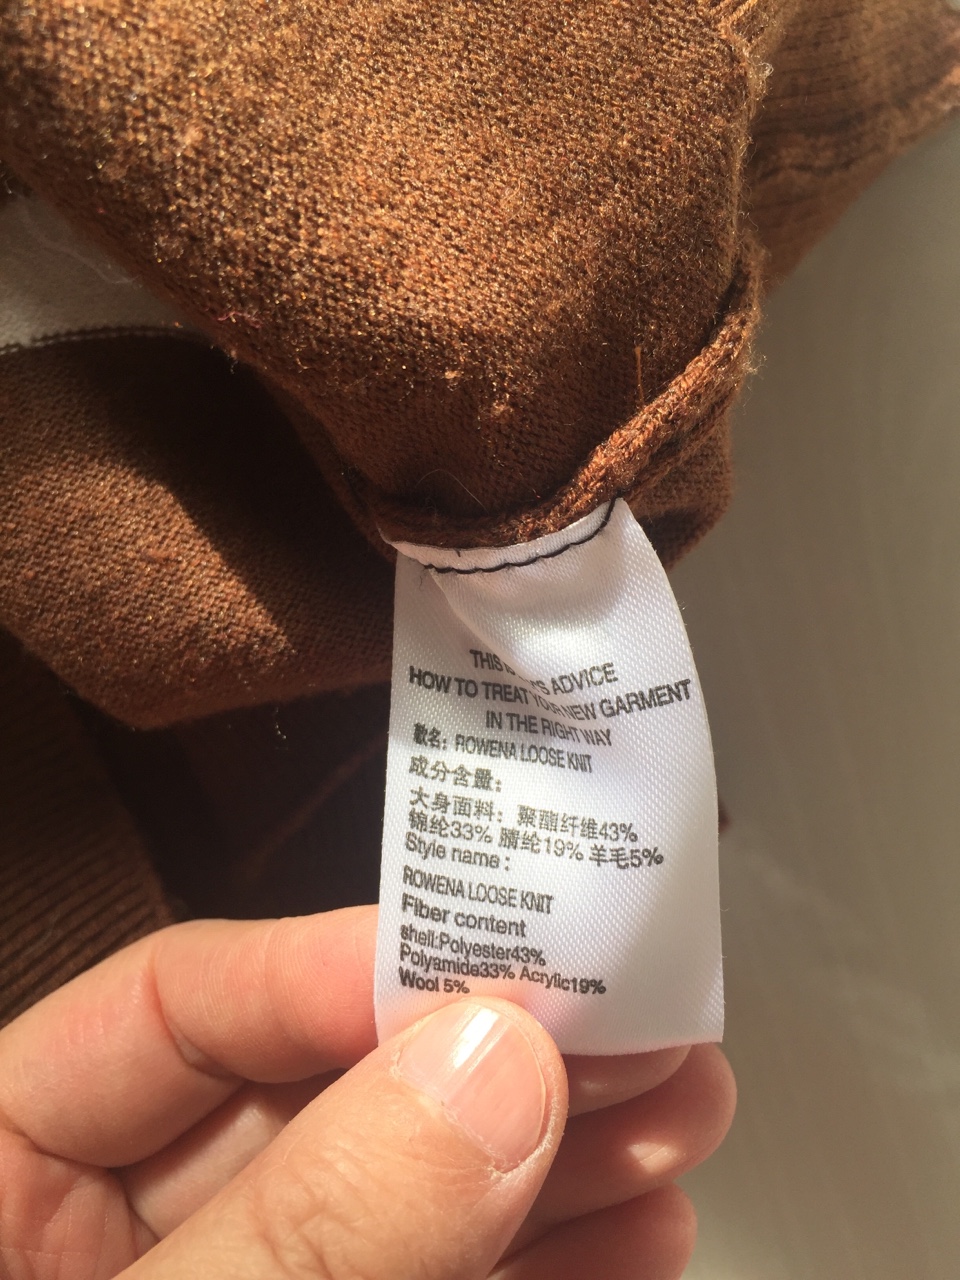 THIS 'S ADVICE
HOW TO TREAT YOUR NEW GARMENT
IN THE RIGHT WAY
款名：ROWENA LOOSE KNIT
成分含量：
大身面料：聚酯纤维43%
锦纶33% 腈纶19% 羊毛5%
Style name :
ROWENA LOOSE KNIT
Fiber content
shell:Polyester43%
Polyamide33% Acrylic19%
Wool 5%